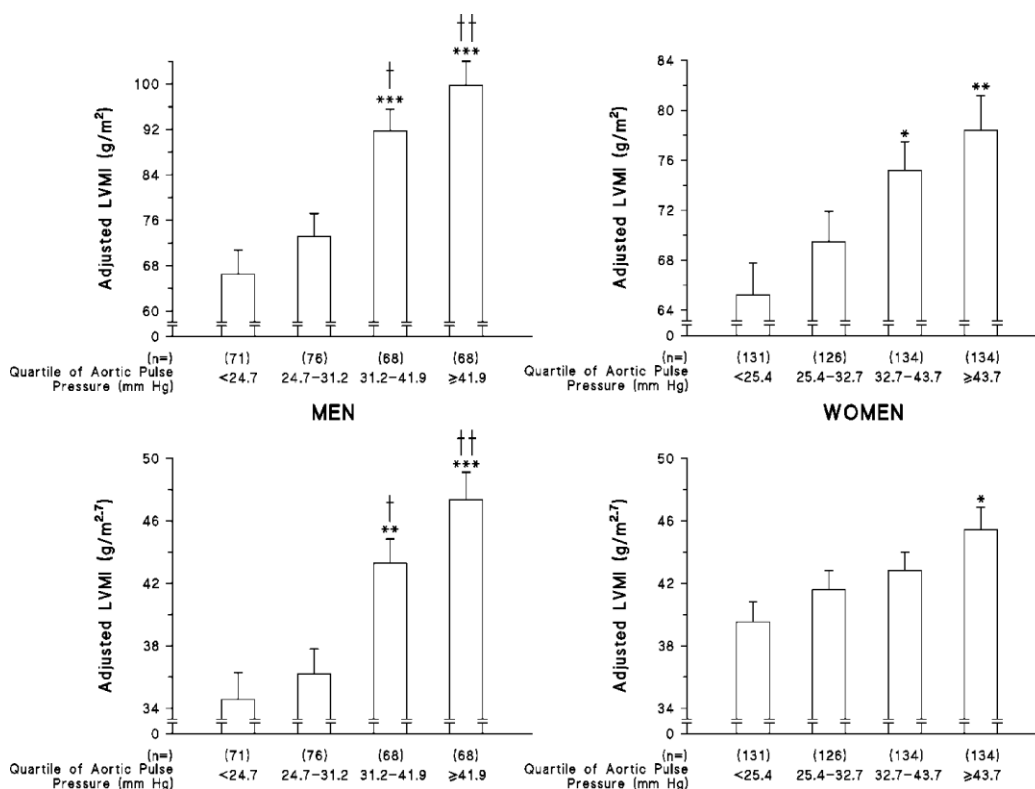 Adjusted LVMI (g/m²)
100
92
84
76
68
60
0
†
***
††
***
(n=) (71) (76) (68) (68)
Quartile of Aortic Pulse
Pressure (mm Hg) <24.7 24.7–31.2 31.2–41.9 ≥41.9
Adjusted LVMI (g/m²)
84
80
76
72
68
64
0
*
**
(n=) (131) (126) (134) (134)
Quartile of Aortic Pulse
Pressure (mm Hg) <25.4 25.4–32.7 32.7–43.7 ≥43.7
MEN
WOMEN
Adjusted LVMI (g/m²·⁷)
50
46
42
38
34
0
†
**
††
***
(n=) (71) (76) (68) (68)
Quartile of Aortic Pulse
Pressure (mm Hg) <24.7 24.7–31.2 31.2–41.9 ≥41.9
Adjusted LVMI (g/m²·⁷)
50
46
42
38
34
0
*
(n=) (131) (126) (134) (134)
Quartile of Aortic Pulse
Pressure (mm Hg) <25.4 25.4–32.7 32.7–43.7 ≥43.7